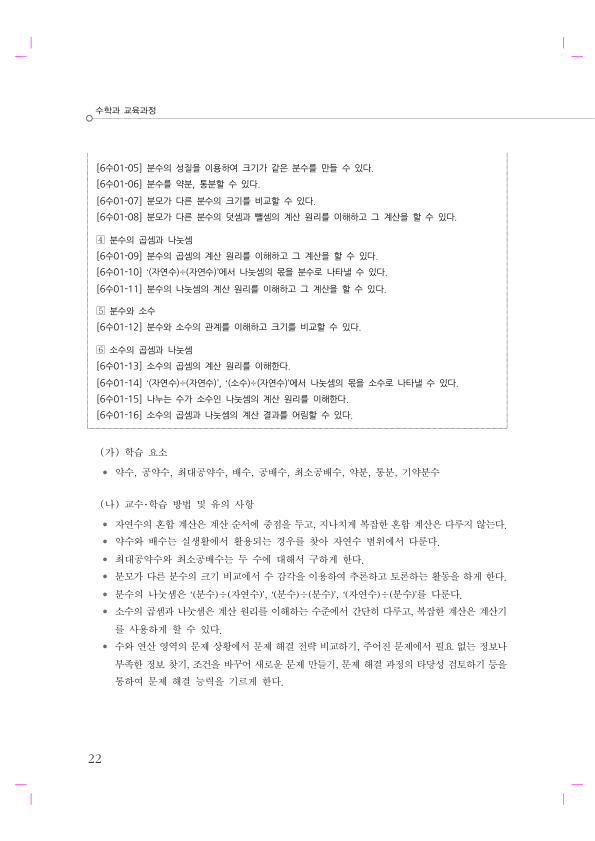 수학과 교육과정
[6수01-05] 분수의 성질을 이용하여 크기가 같은 분수를 만들 수 있다.
[6수01-06] 분수를 약분, 통분할 수 있다.
[6수01-07] 분모가 다른 분수의 크기를 비교할 수 있다.
[6수01-08] 분모가 다른 분수의 덧셈과 뺄셈의 계산 원리를 이해하고 그 계산을 할 수 있다.
4 분수의 곱셈과 나눗셈
[6수01-09] 분수의 곱셈의 계산 원리를 이해하고 그 계산을 할 수 있다.
[6수01-10] ‘(자연수)÷(자연수)’에서 나눗셈의 몫을 분수로 나타낼 수 있다.
[6수01-11] 분수의 나눗셈의 계산 원리를 이해하고 그 계산을 할 수 있다.
5 분수와 소수
[6수01-12] 분수와 소수의 관계를 이해하고 크기를 비교할 수 있다.
6 소수의 곱셈과 나눗셈
[6수01-13] 소수의 곱셈의 계산 원리를 이해한다.
[6수01-14] ‘(자연수)÷(자연수)’, ‘(소수)÷(자연수)’에서 나눗셈의 몫을 소수로 나타낼 수 있다.
[6수01-15] 나누는 수가 소수인 나눗셈의 계산 원리를 이해한다.
[6수01-16] 소수의 곱셈과 나눗셈의 계산 결과를 어림할 수 있다.
(가) 학습 요소
• 약수, 공약수, 최대공약수, 배수, 공배수, 최소공배수, 약분, 통분, 기약분수
(나) 교수·학습 방법 및 유의 사항
• 자연수의 혼합 계산은 계산 순서에 중점을 두고, 지나치게 복잡한 혼합 계산은 다루지 않는다.
• 약수와 배수는 실생활에서 활용되는 경우를 찾아 자연수 범위에서 다룬다.
• 최대공약수와 최소공배수는 두 수에 대해서 구하게 한다.
• 분모가 다른 분수의 크기 비교에서 수 감각을 이용하여 추론하고 토론하는 활동을 하게 한다.
• 분수의 나눗셈은 ‘(분수)÷(자연수)’, ‘(분수)÷(분수)’, ‘(자연수)÷(분수)’를 다룬다.
• 소수의 곱셈과 나눗셈은 계산 원리를 이해하는 수준에서 간단히 다루고, 복잡한 계산은 계산기
를 사용하게 할 수 있다.
• 수와 연산 영역의 문제 상황에서 문제 해결 전략 비교하기, 주어진 문제에서 필요 없는 정보나
부족한 정보 찾기, 조건을 바꾸어 새로운 문제 만들기, 문제 해결 과정의 타당성 검토하기 등을
통하여 문제 해결 능력을 기르게 한다.
22